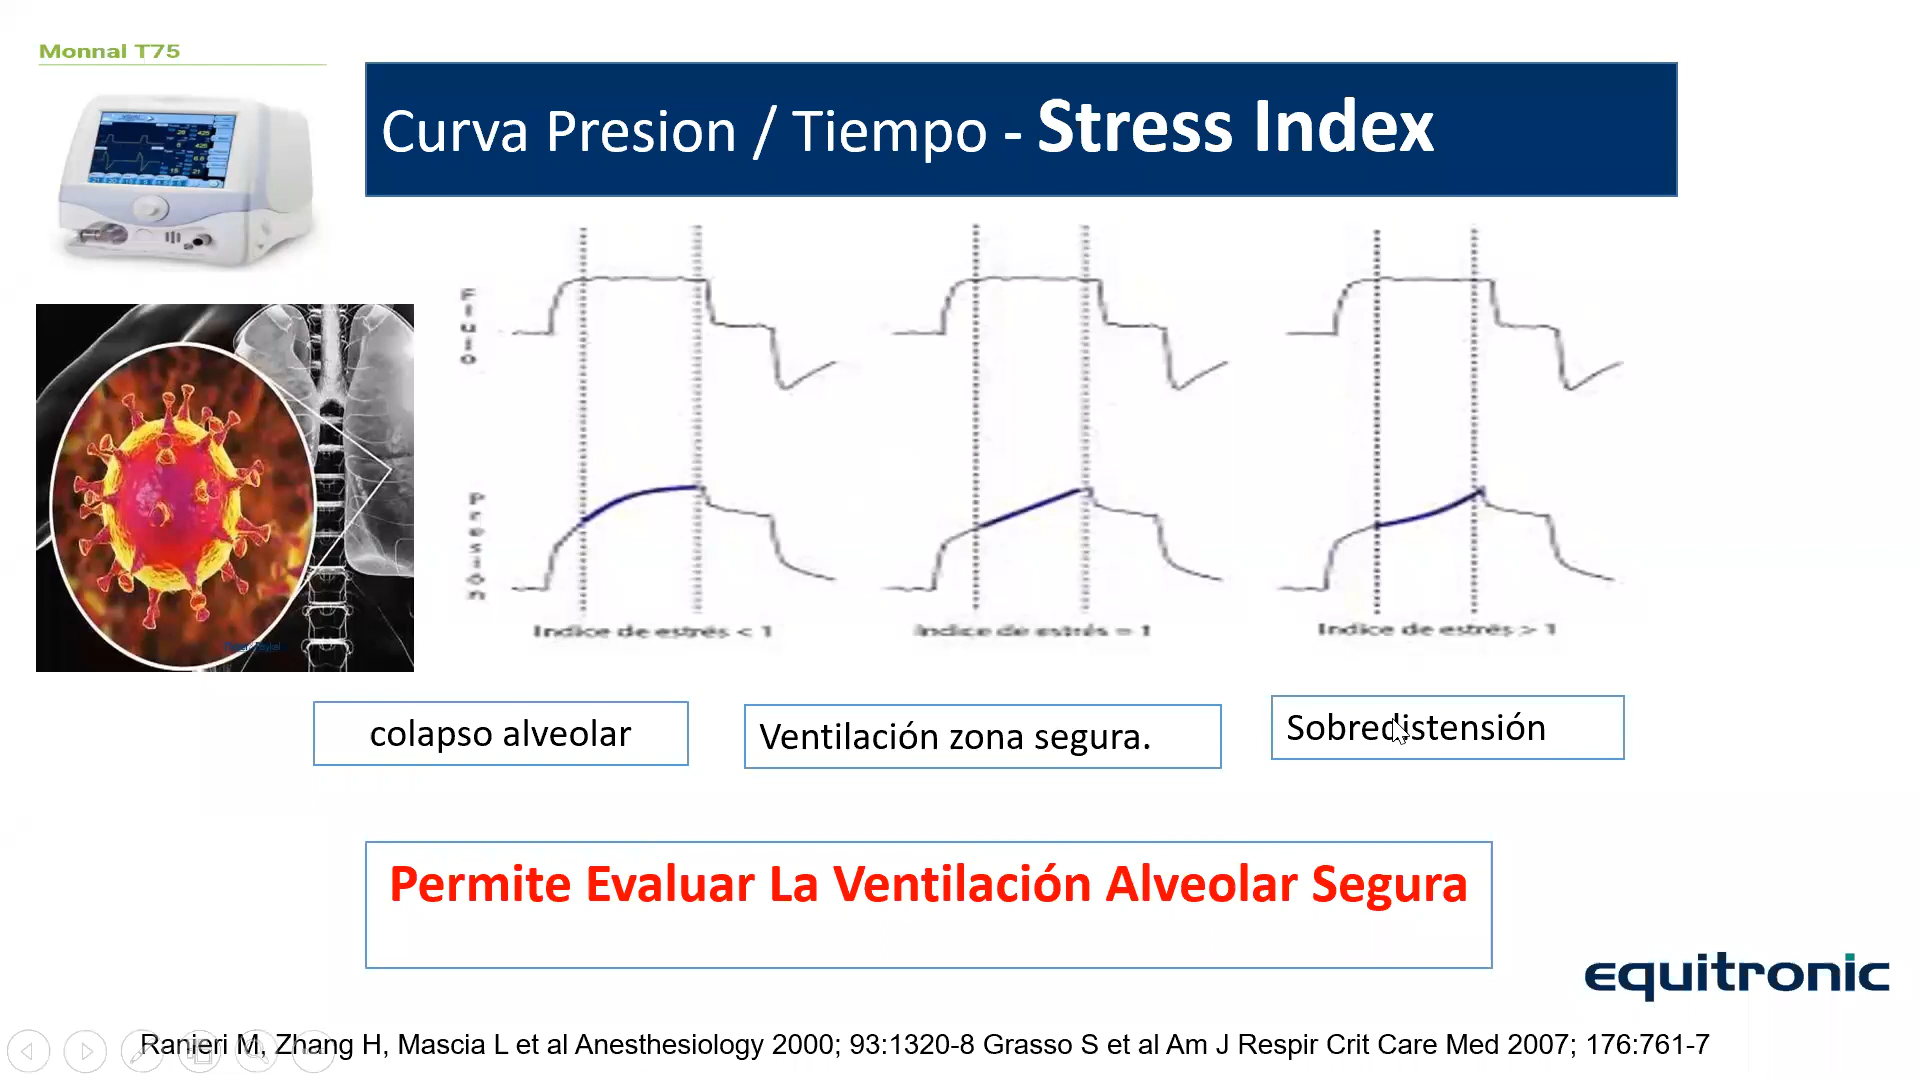 Monnal T75
Curva Presion / Tiempo - Stress Index
Flujo
Presion
Indice de estrés < 1
Indice de estrés = 1
Indice de estrés > 1
colapso alveolar
Ventilación zona segura.
Sobredistensión
Permite Evaluar La Ventilación Alveolar Segura
equitronic
Ranieri M, Zhang H, Mascia L et al Anesthesiology 2000; 93:1320-8 Grasso S et al Am J Respir Crit Care Med 2007; 176:761-7